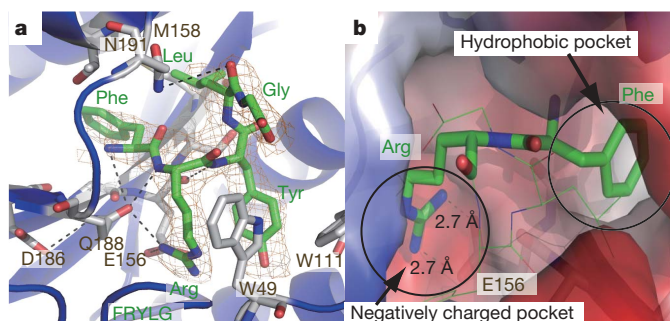 a
M158
N191
Leu
Gly
Phe
Tyr
Q188
D186
E156
W111
Arg
W49
FRYLG
b
Hydrophobic pocket
Phe
Arg
2.7 Å
2.7 Å
E156
Negatively charged pocket